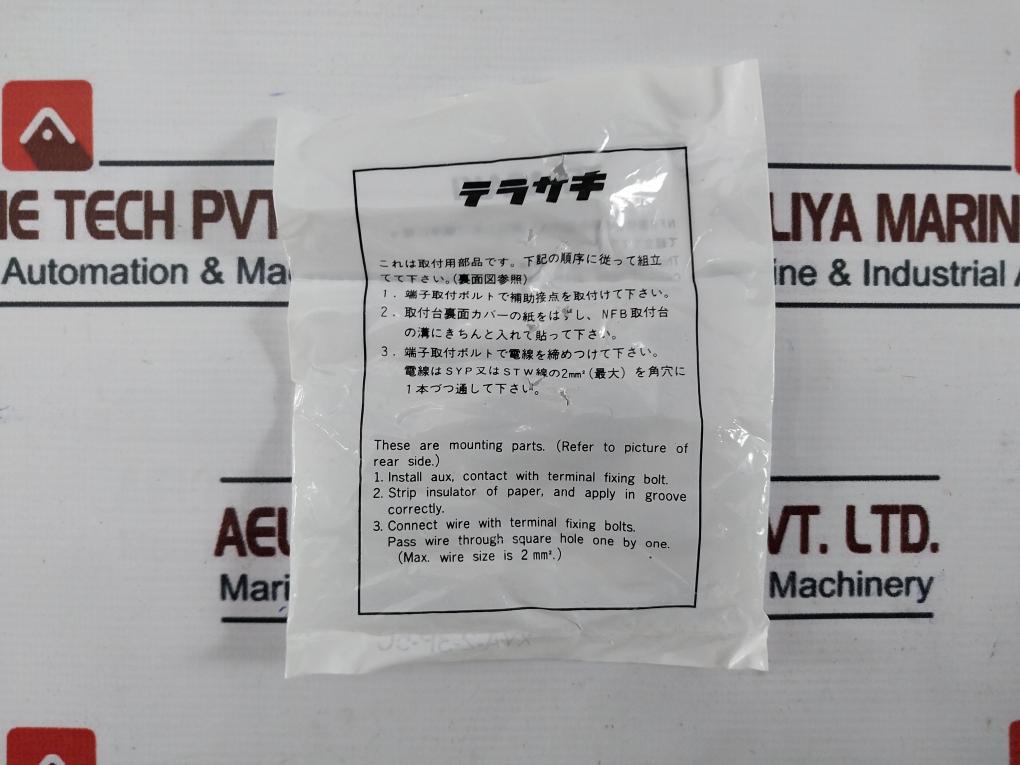 テラサキ
これは取付用部品です。下記の順序に従って組立
てて下さい。(裏面図参照)
1. 端子取付ボルトで補助接点を取付けて下さい。
2. 取付台裏面カバーの紙をはずし、NFB取付台
の溝にきちんと入れて貼って下さい。
3. 端子取付ボルトで電線を締めつけて下さい。
電線はSYP又はSTW線の2mm²(最大)を角穴に
1本づつ通して下さい。
These are mounting parts. (Refer to picture of
rear side.)
1. Install aux, contact with terminal fixing bolt.
2. Strip insulator of paper, and apply in groove
correctly.
3. Connect wire with terminal fixing bolts.
Pass wire through square hole one by one.
(Max. wire size is 2 mm².)
NE TECH PVT
Automation & Ma
LIYA MARIN
ine & Industrial A
AEL
VT. LTD.
Mari
Machinery